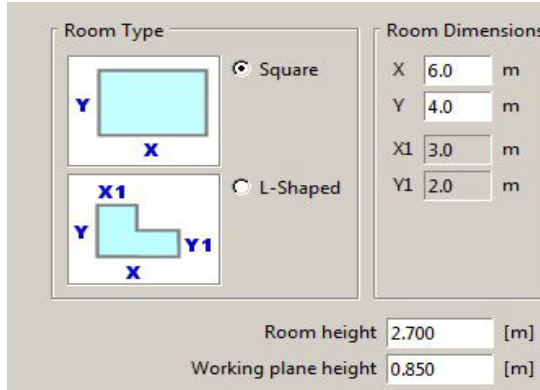 Room Type
Y
X
Square
X1
Y
Y1
X
L-Shaped
Room Dimensions
X 6.0 m
Y 4.0 m
X1 3.0 m
Y1 2.0 m
Room height 2.700 [m]
Working plane height 0.850 [m]